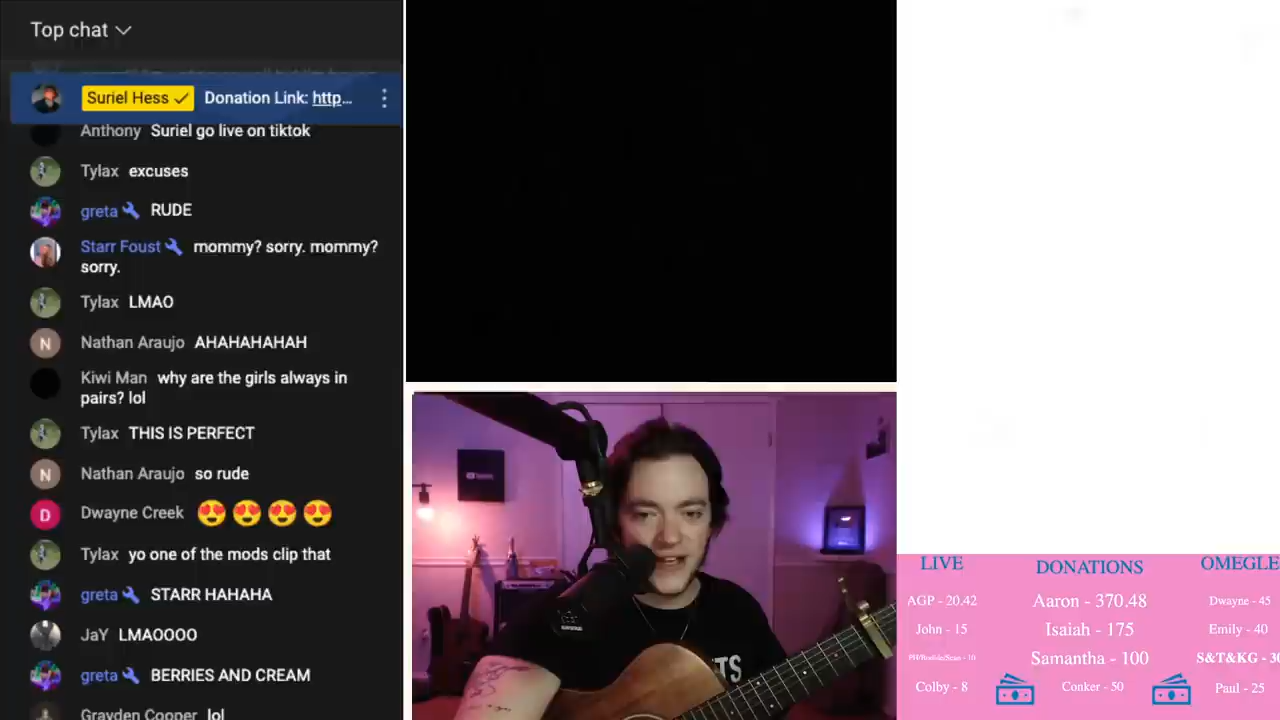 Top chat
Suriel Hess Donation Link: http...
Anthony Suriel go live on tiktok
Tylax excuses
greta RUDE
Starr Foust mommy? sorry. mommy?
sorry.
Tylax LMAO
N Nathan Araujo AHAHAHAHAH
Kiwi Man why are the girls always in
pairs? lol
Tylax THIS IS PERFECT
N Nathan Araujo so rude
D Dwayne Creek 😍 😍 😍 😍
Tylax yo one of the mods clip that
greta STARR HAHAHA
JaY LMAOOOO
greta BERRIES AND CREAM
Grayden Cooper lol
SHURE
TS
LIVE
AGP - 20.42
John - 15
Colby - 8
DONATIONS
Aaron - 370.48
Isaiah - 175
Samantha - 100
Conker - 50
OMEGLE
Dwayne - 45
Emily - 40
S&T&KG - 30
Paul - 25